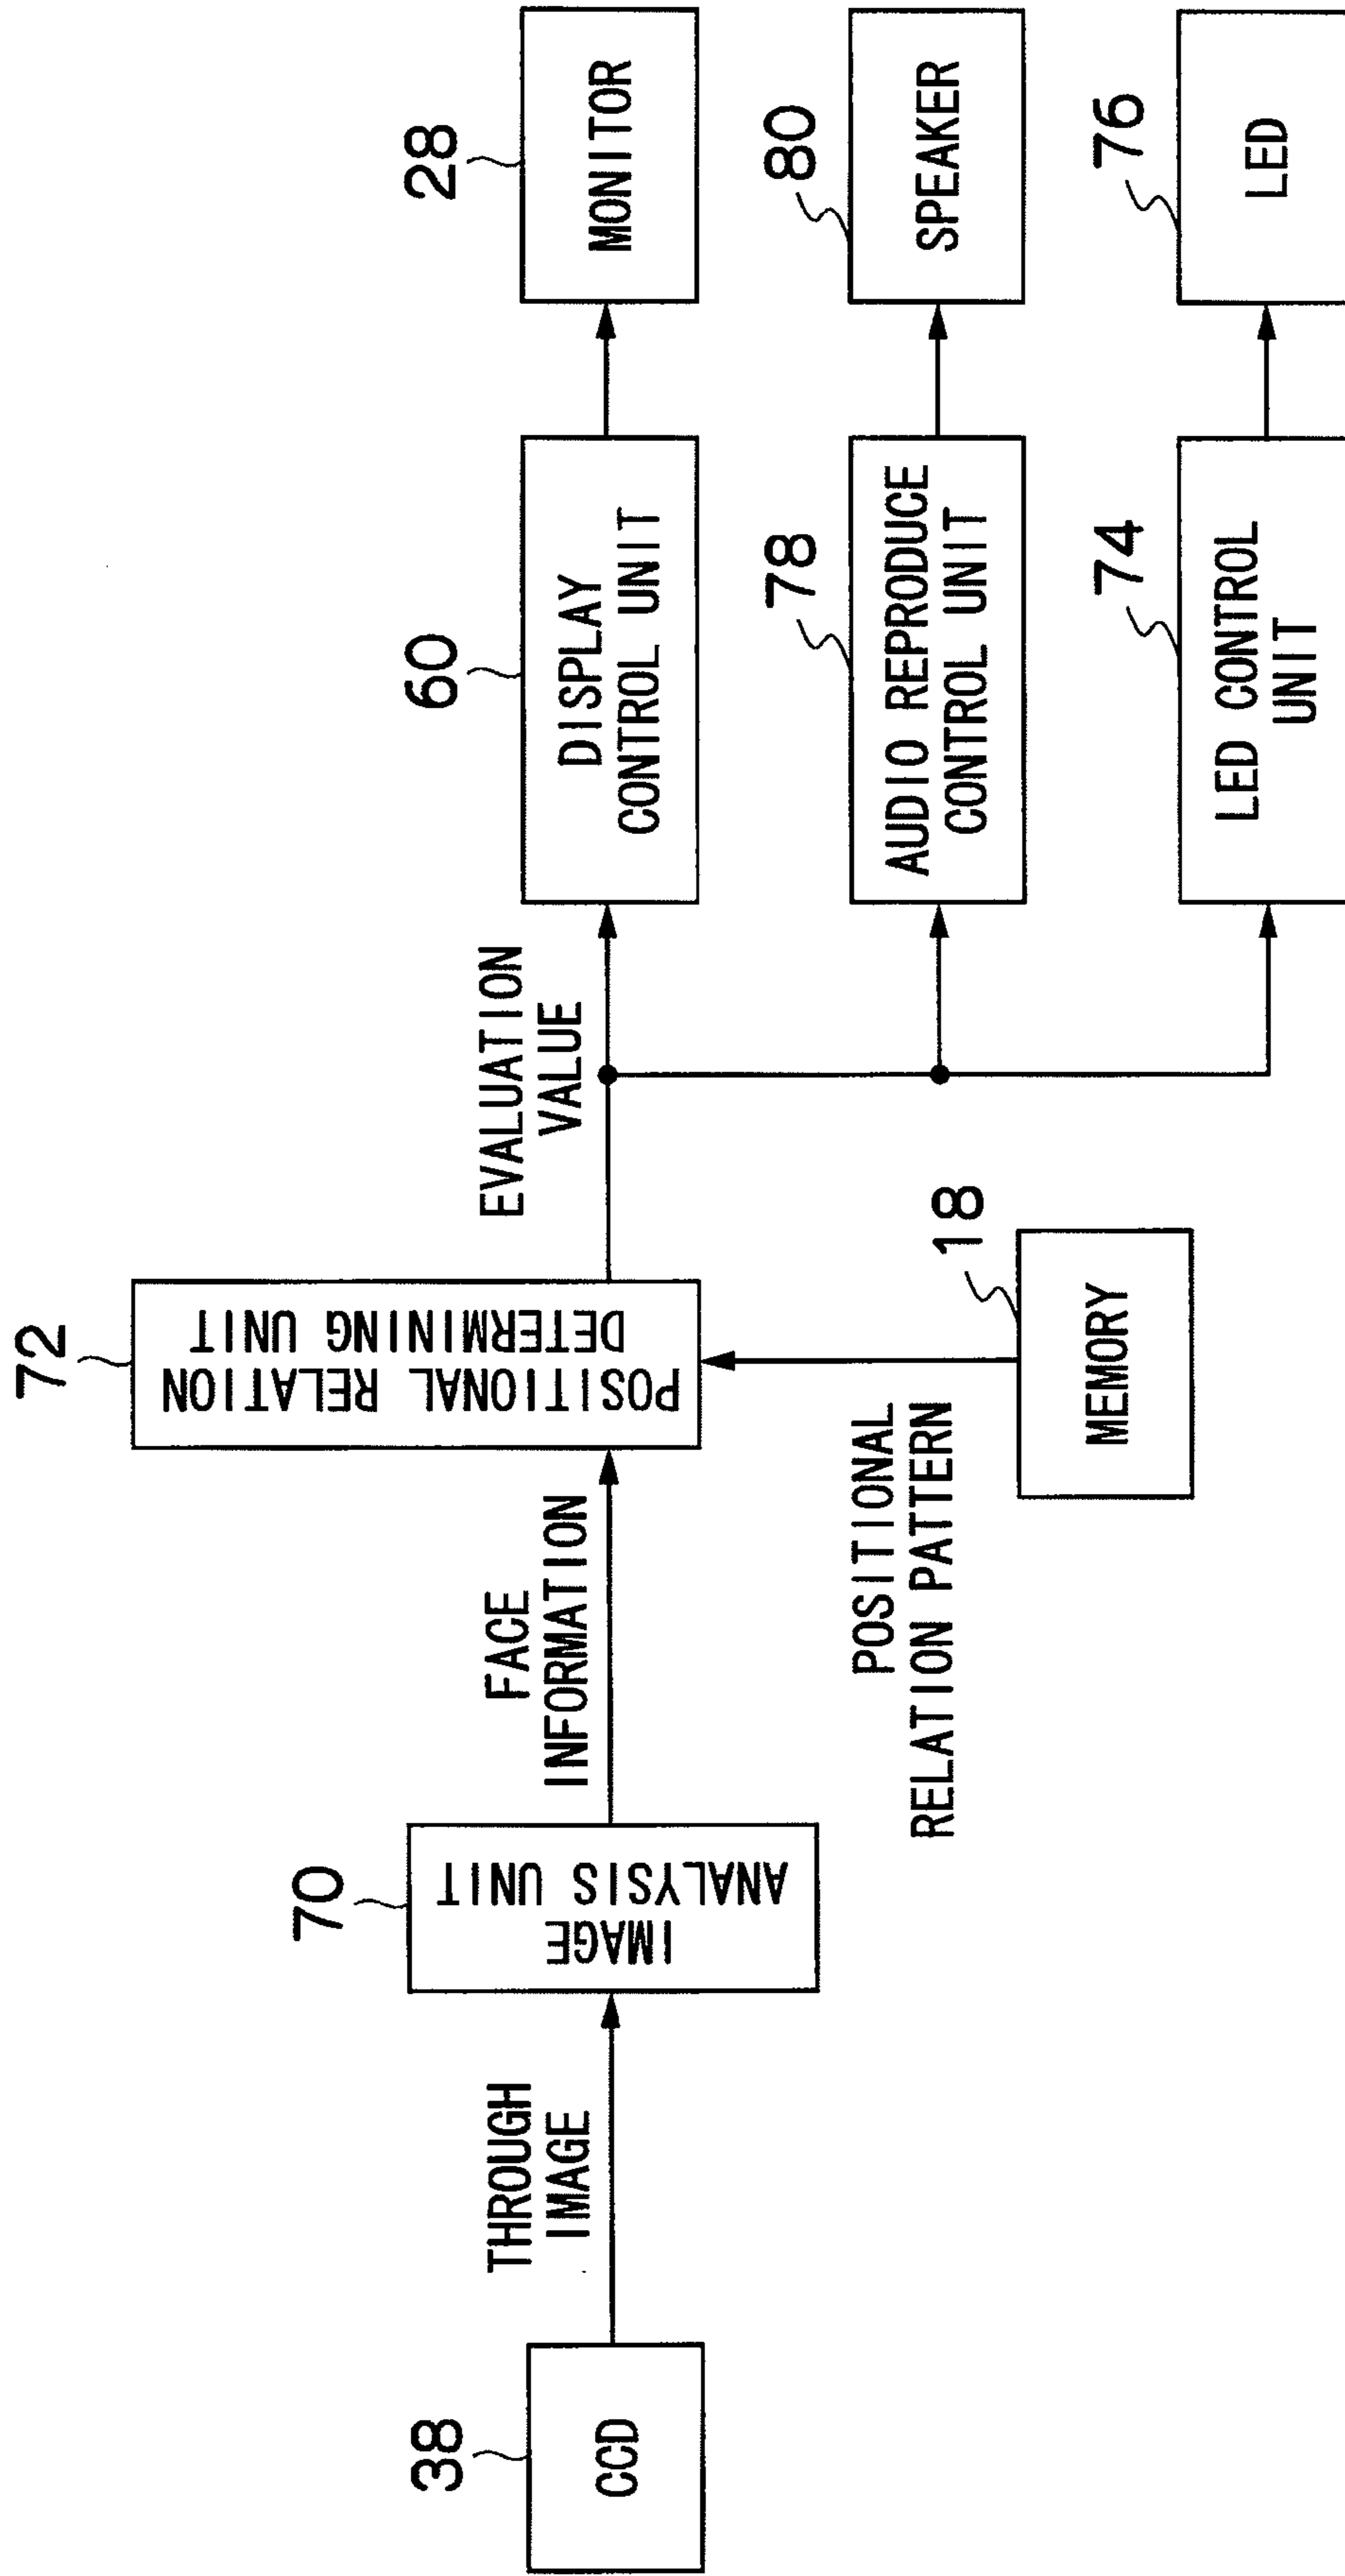 38
CCD
THROUGH
IMAGE
70
IMAGE
ANALYSIS UNIT
FACE
INFORMATION
72
POSITIONAL RELATION
DETERMINING UNIT
POSITIONAL
RELATION PATTERN
18
MEMORY
EVALUATION
VALUE
60
DISPLAY
CONTROL UNIT
28
MONITOR
78
AUDIO REPRODUCE
CONTROL UNIT
80
SPEAKER
74
LED CONTROL
UNIT
76
LED